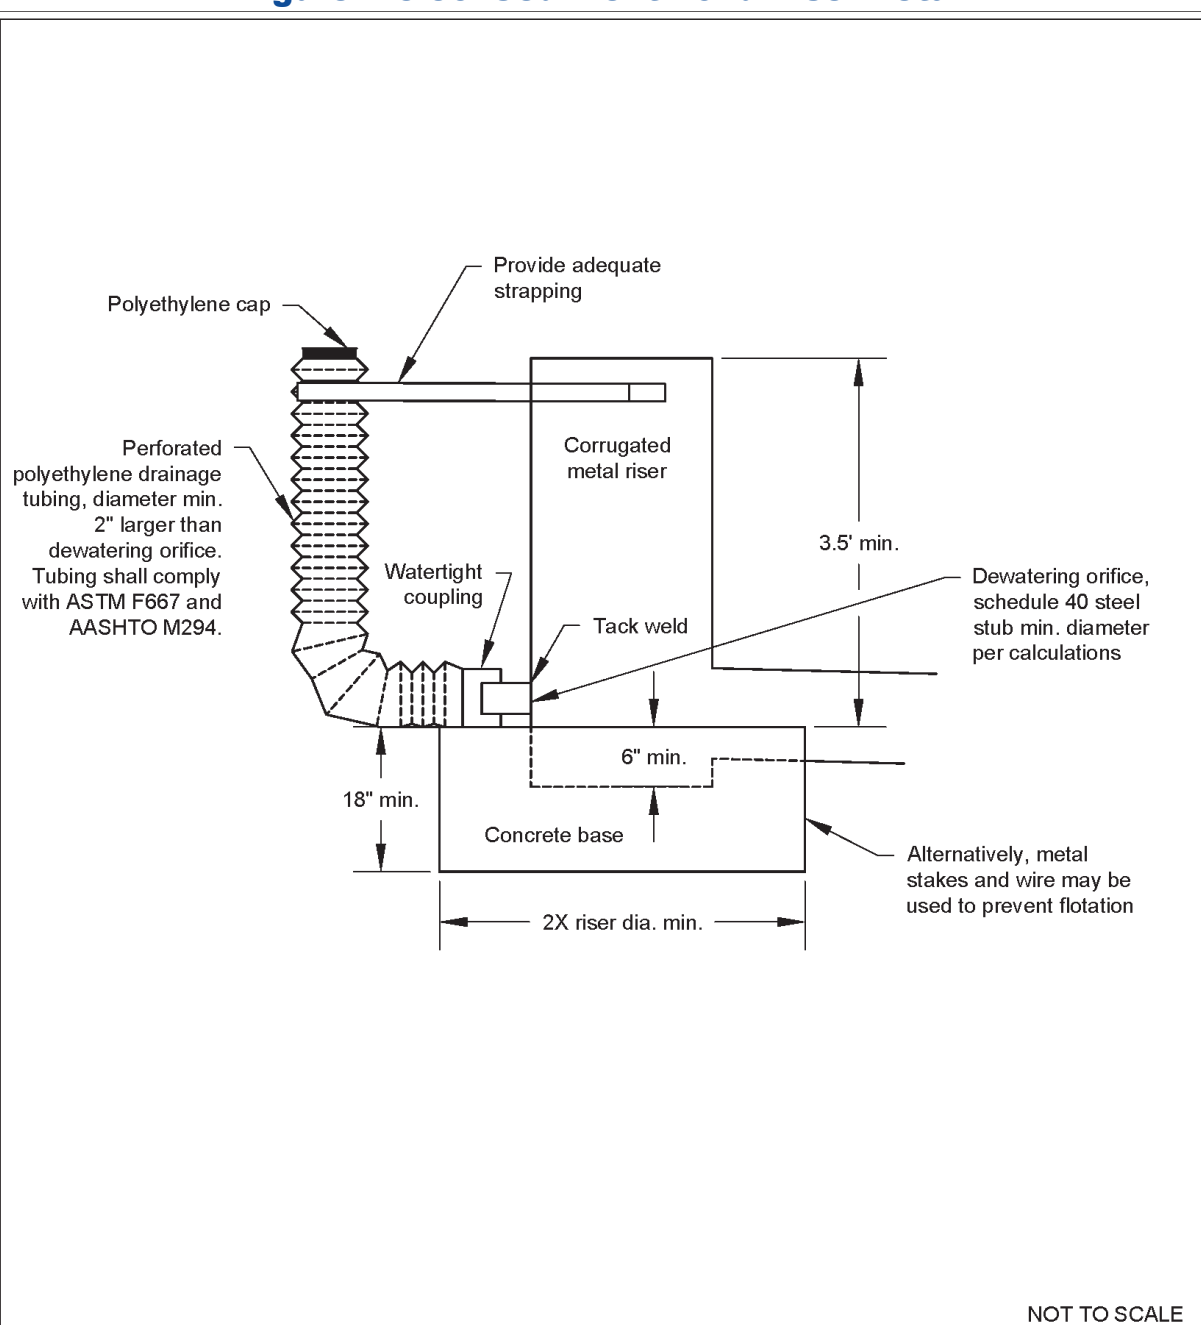 Provide adequate
strapping
Polyethylene cap
Perforated
polyethylene drainage
tubing, diameter min.
2" larger than
dewatering orifice.
Tubing shall comply
with ASTM F667 and
AASHTO M294.
Corrugated
metal riser
3.5' min.
Watertight
coupling
Tack weld
Dewatering orifice,
schedule 40 steel
stub min. diameter
per calculations
6" min.
18" min.
Concrete base
Alternatively, metal
stakes and wire may be
used to prevent flotation
2X riser dia. min.
NOT TO SCALE